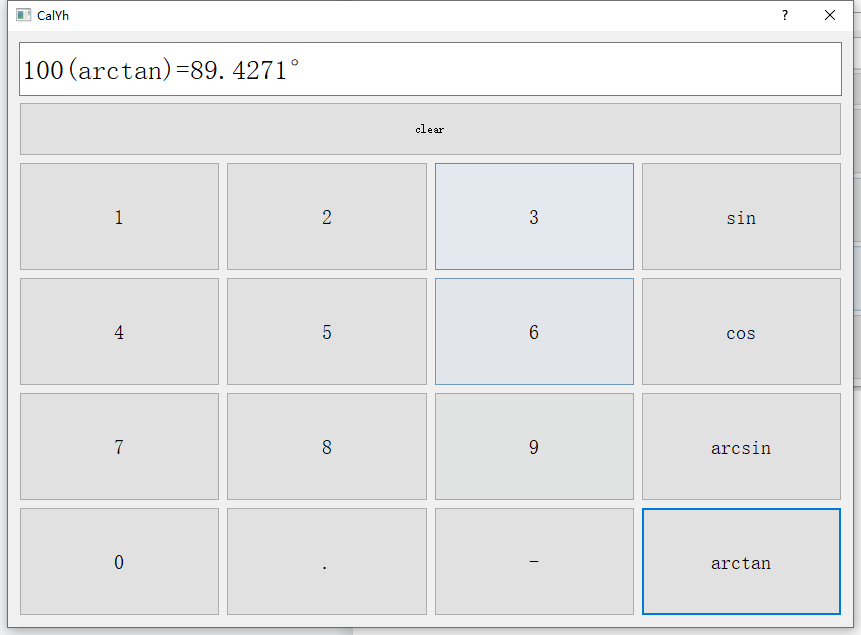 CalYh ?
100(arctan)=89.4271°
clear
1 2 3 sin
4 5 6 cos
7 8 9 arcsin
0 . - arctan